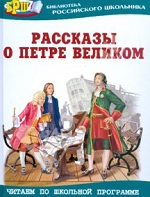 БИБЛИОТЕКА
РОССИЙСКОГО ШКОЛЬНИКА
РАССКАЗЫ
О ПЕТРЕ ВЕЛИКОМ
ЧИТАЕМ ПО ШКОЛЬНОЙ ПРОГРАММЕ